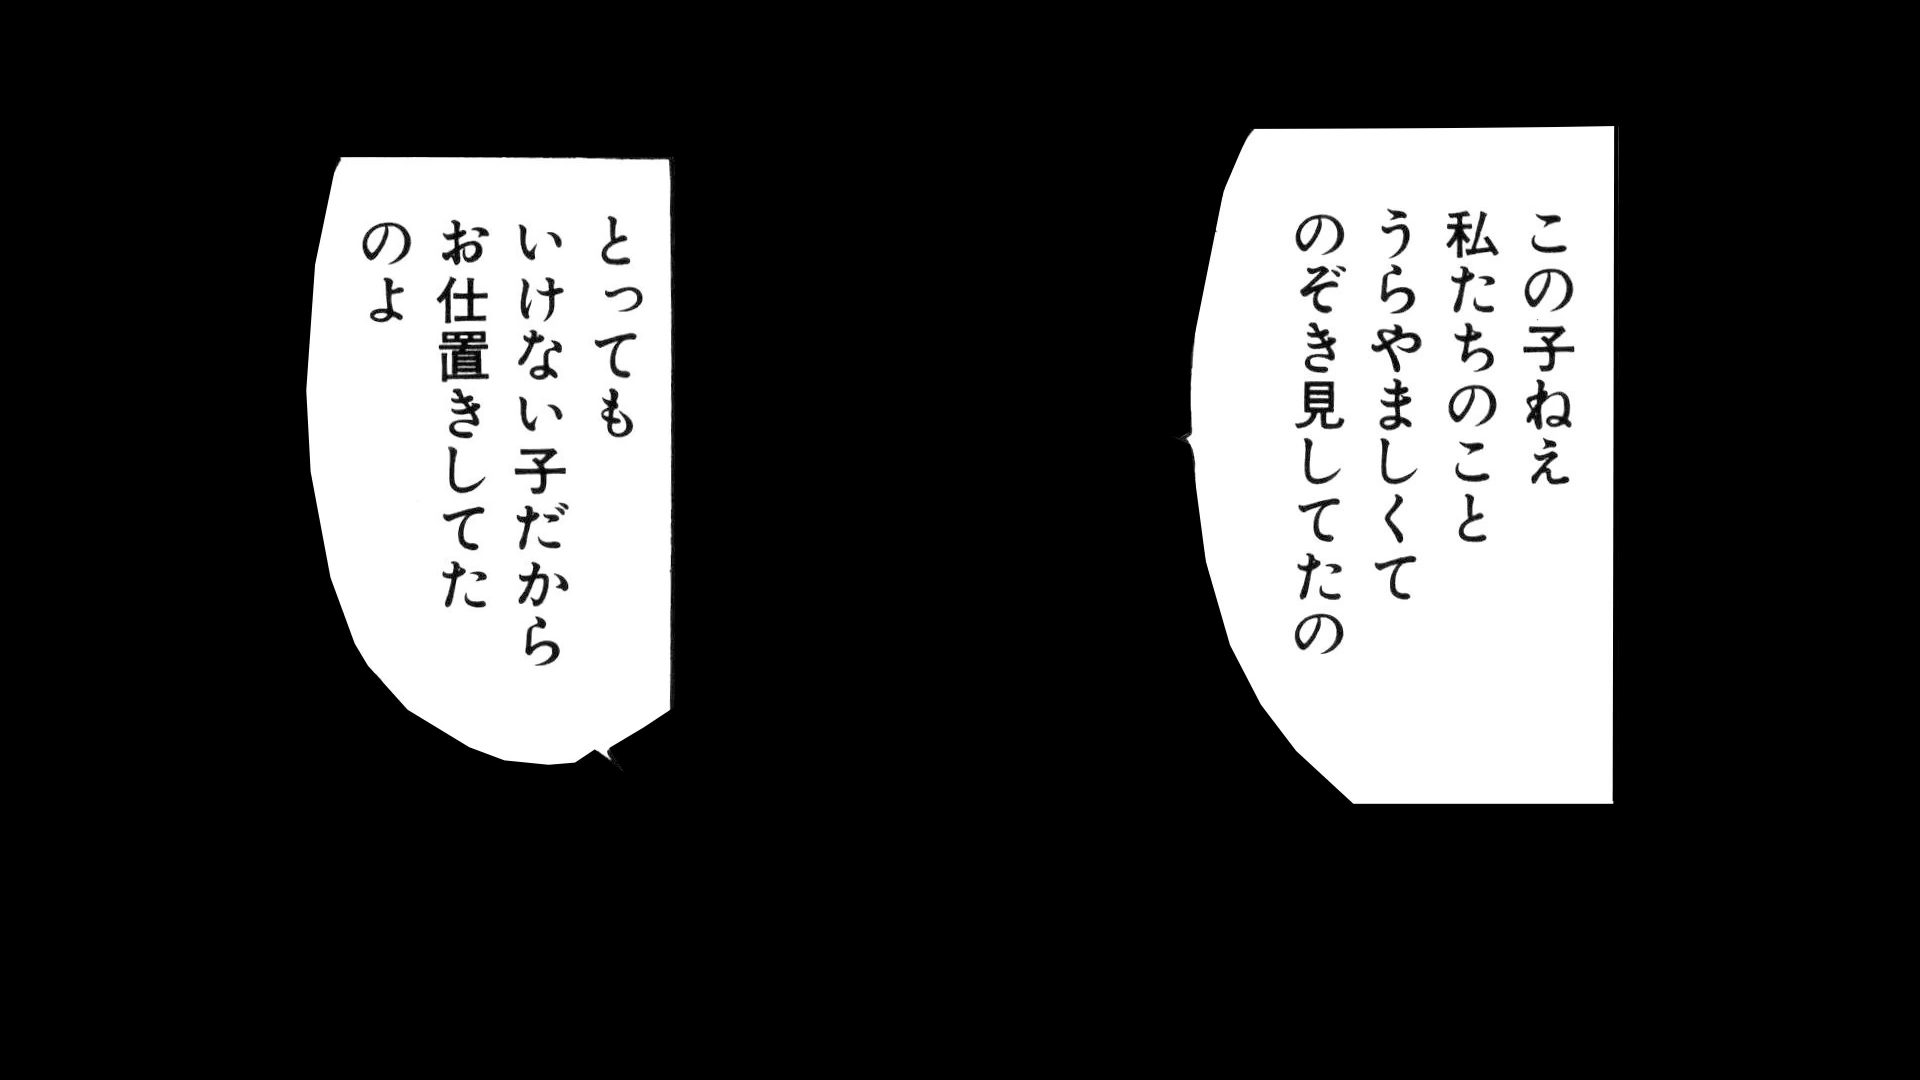 この子ねえ
私たちのこと
うらやましくて
のぞき見してたの
とっても
いけない子だから
お仕置きしてた
のよ